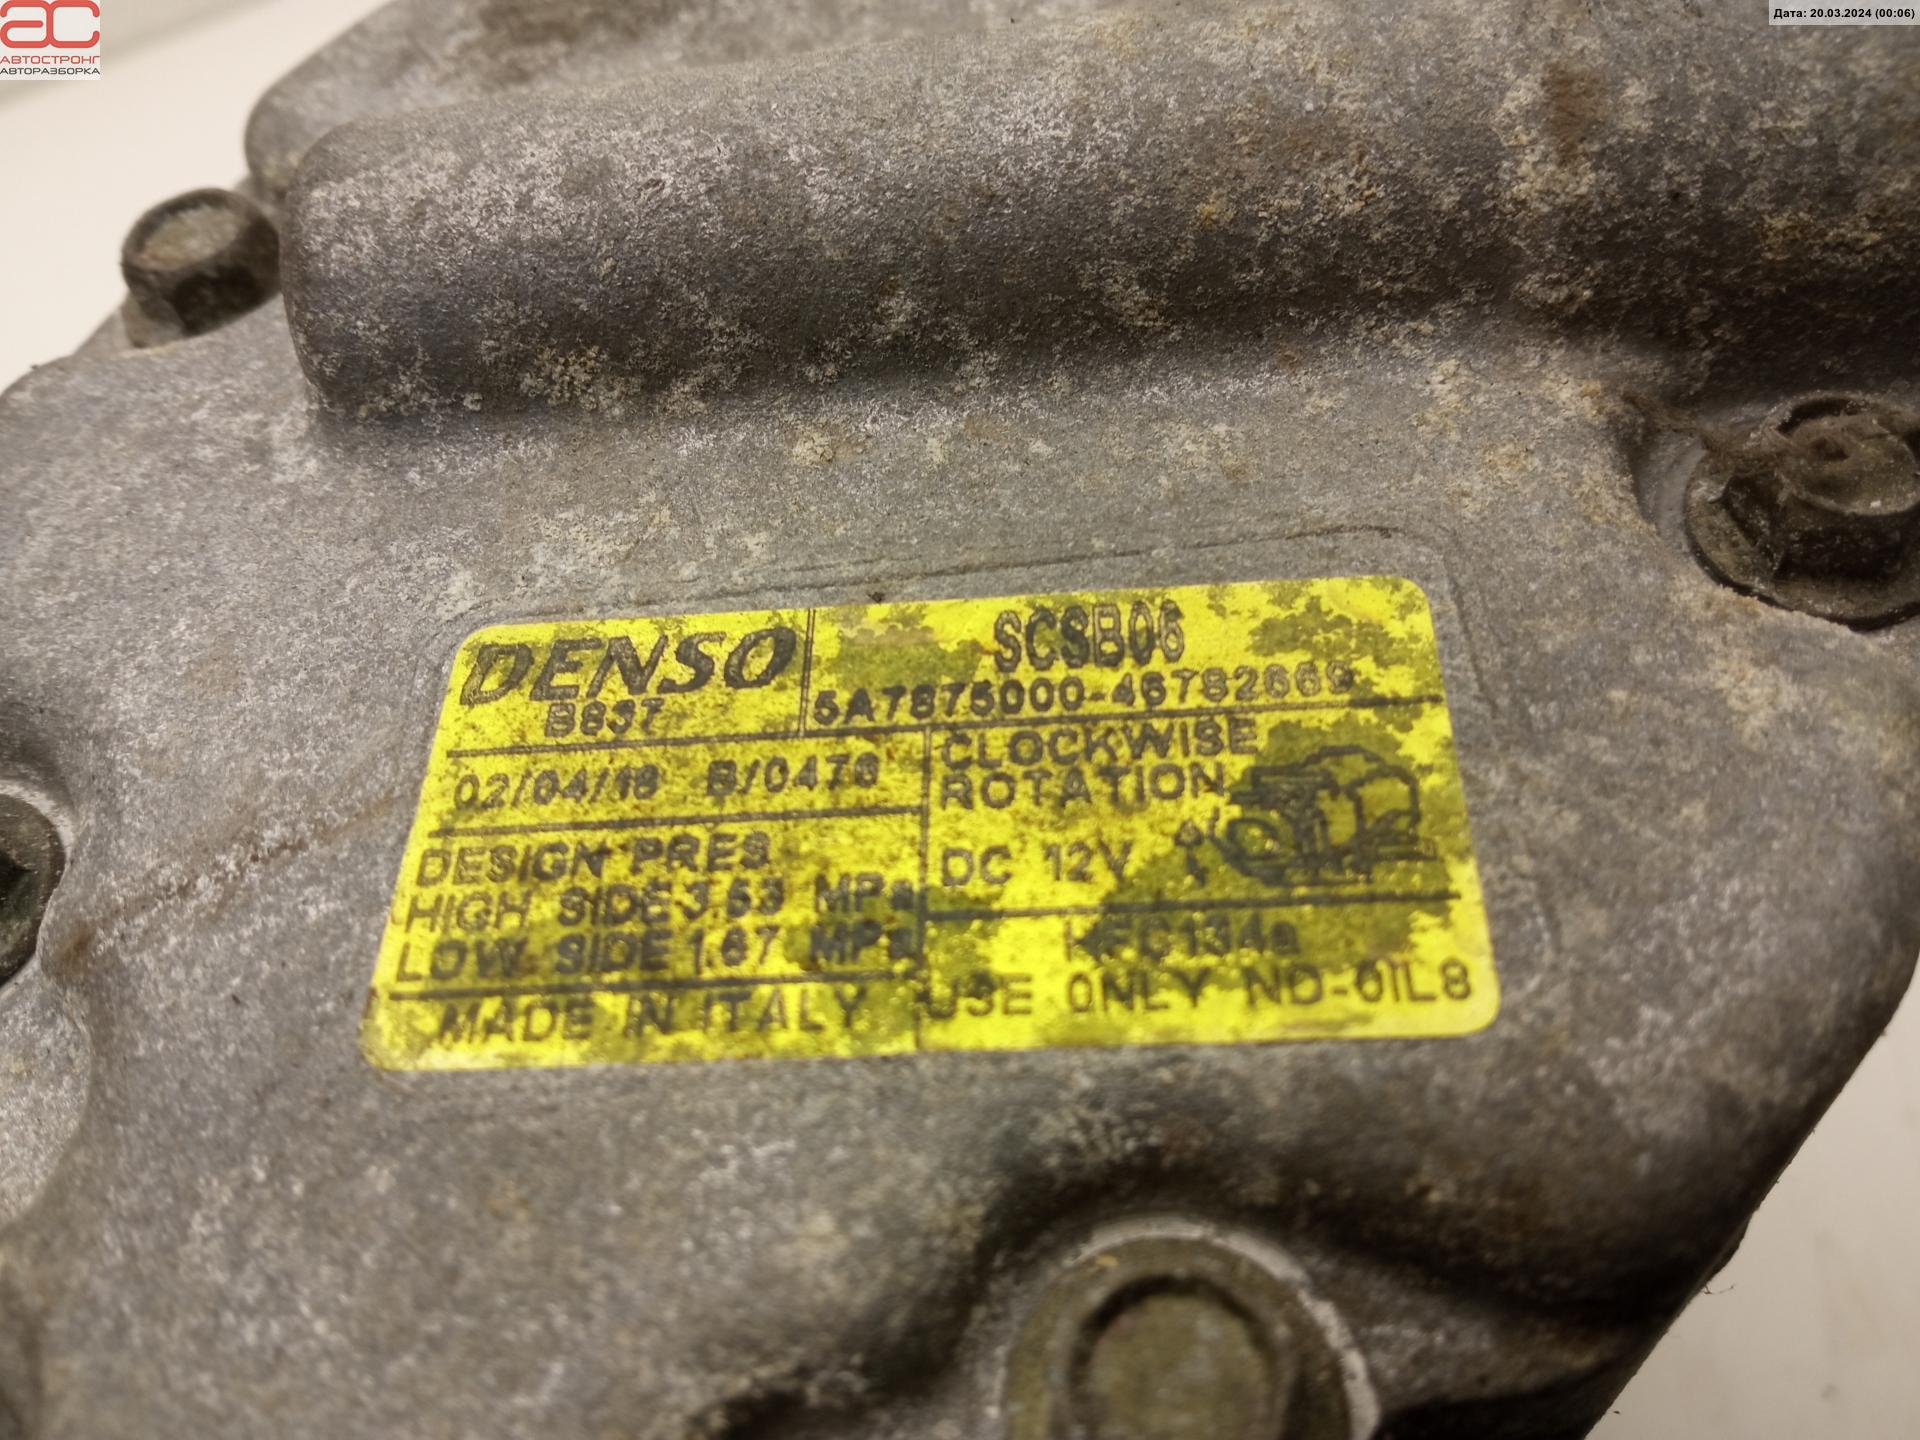 АС
АВТОСТРОНГ
АВТОРАЗБОРКА
Дата: 20.03.2024 (00:06)
DENSO
B837
SCSB06
5A7875000-46782669
02/04/18 B/0476
CLOCKWISE
ROTATION
DC 12V
DESIGN PRES
HIGH SIDE 3.53 MPa
LOW SIDE 1.67 MPa
HFC134a
MADE IN ITALY
USE ONLY ND-OIL8